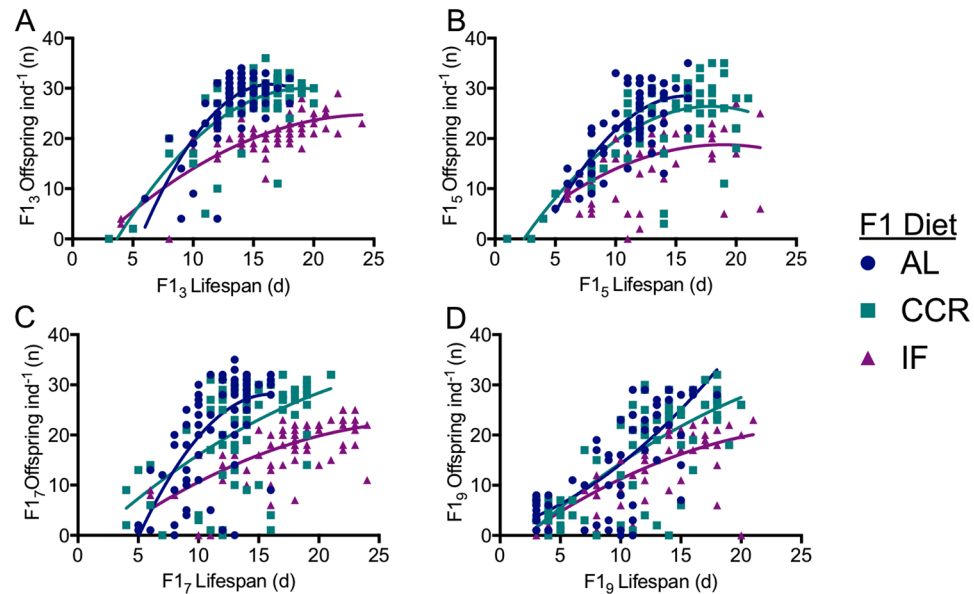 A
F1₃ Offspring ind⁻¹ (n)
40
30
20
10
0
0 5 10 15 20 25
F1₃ Lifespan (d)
B
F1₅ Offspring ind⁻¹ (n)
40
30
20
10
0
0 5 10 15 20 25
F1₅ Lifespan (d)
F1 Diet
AL
CCR
IF
C
F1₇ Offspring ind⁻¹ (n)
40
30
20
10
0
0 5 10 15 20 25
F1₇ Lifespan (d)
D
F1₉ Offspring ind⁻¹ (n)
40
30
20
10
0
0 5 10 15 20 25
F1₉ Lifespan (d)